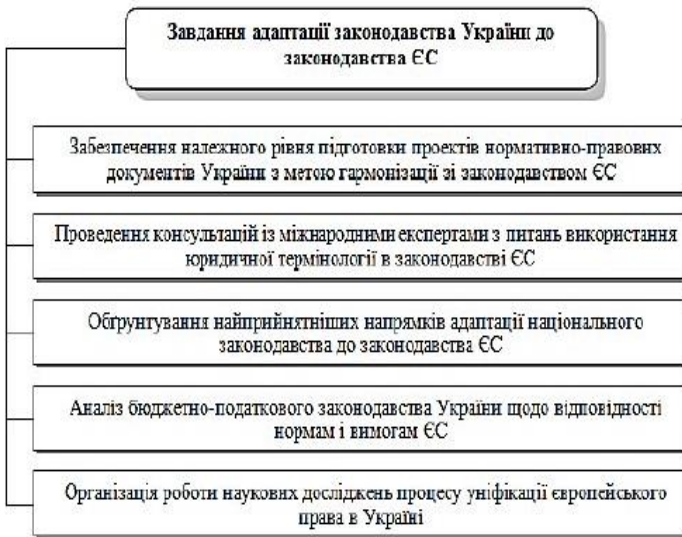 Завдання адаптації законодавства України до
законодавства ЄС
Забезпечення належного рівня підготовки проектів нормативно-правових
документів України з метою гармонізації зі законодавством ЄС
Проведення консультацій із міжнародними експертами з питань використання
юридичної термінології в законодавстві ЄС
Обґрунтування найприйнятніших напрямків адаптації національного
законодавства до законодавства ЄС
Аналіз бюджетно-податкового законодавства України щодо відповідності
нормам і вимогам ЄС
Організація роботи наукових досліджень процесу уніфікації європейського
права в Україні